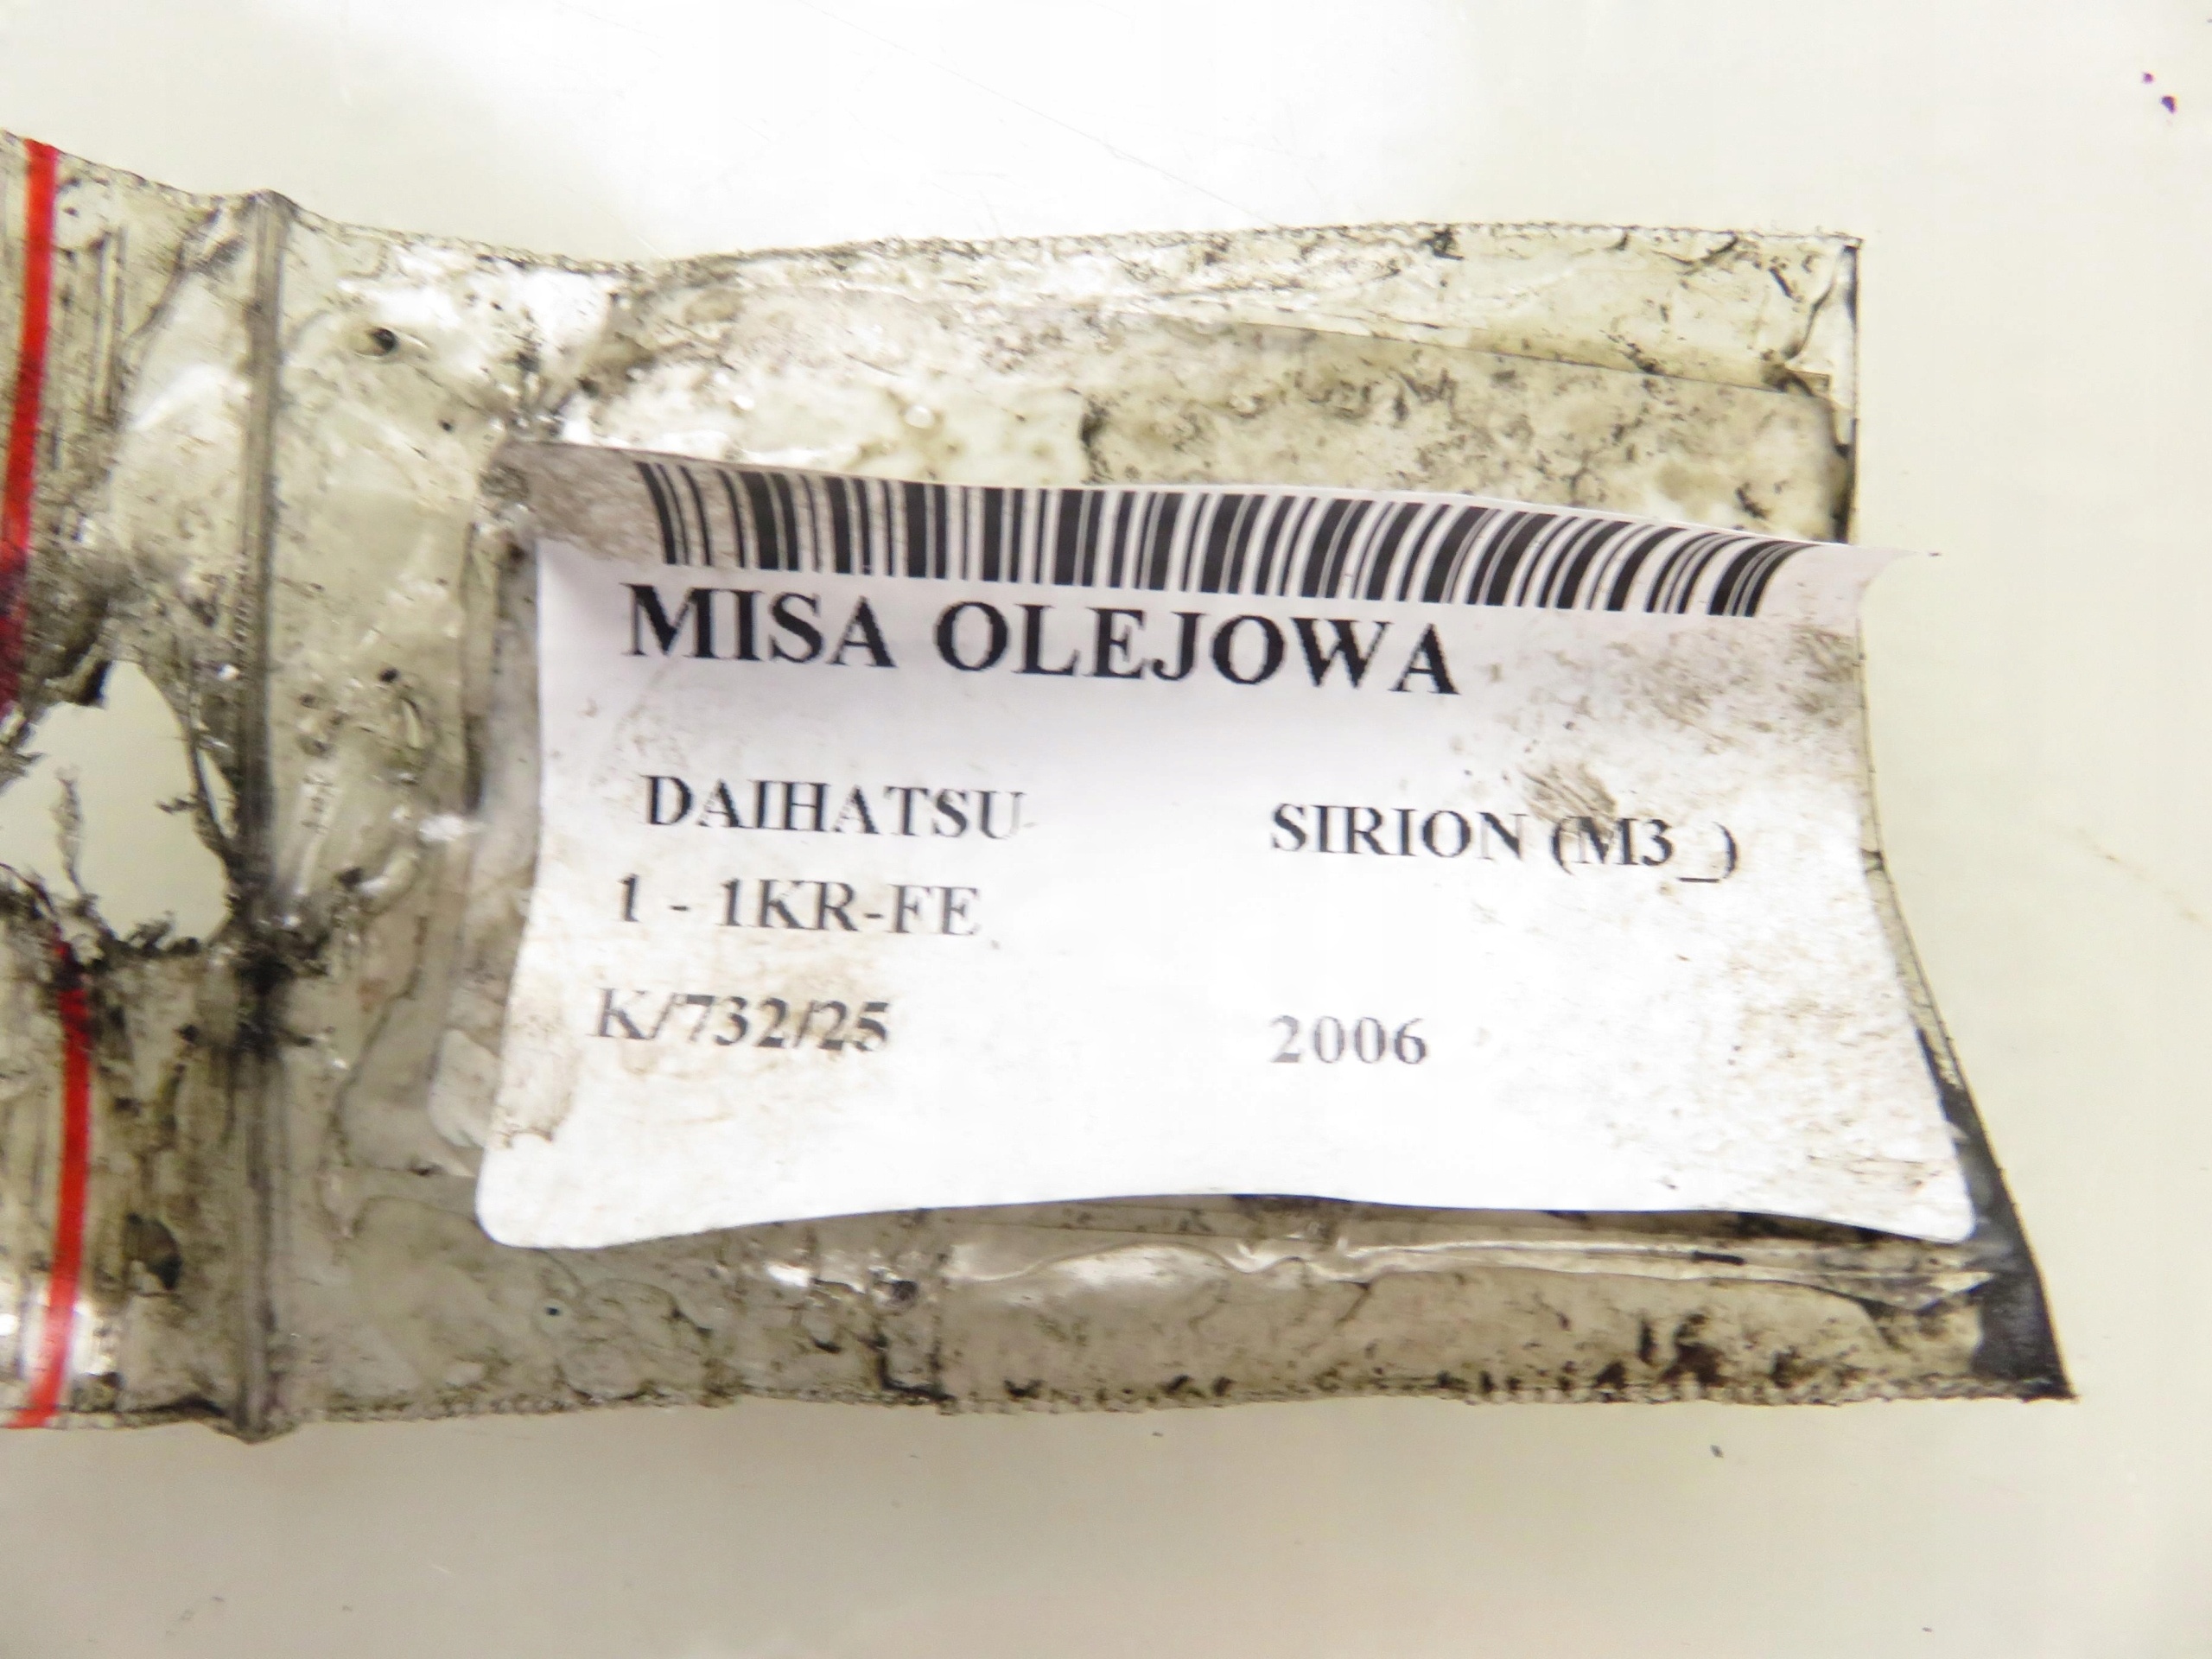 MISA OLEJOWA
DAIHATSU SIRION (M3_)
1 - 1KR-FE
K/732/25 2006